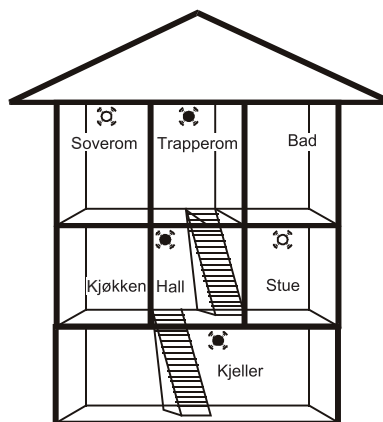 Soverom
Trapperom
Bad
Kjøkken
Hall
Stue
Kjeller